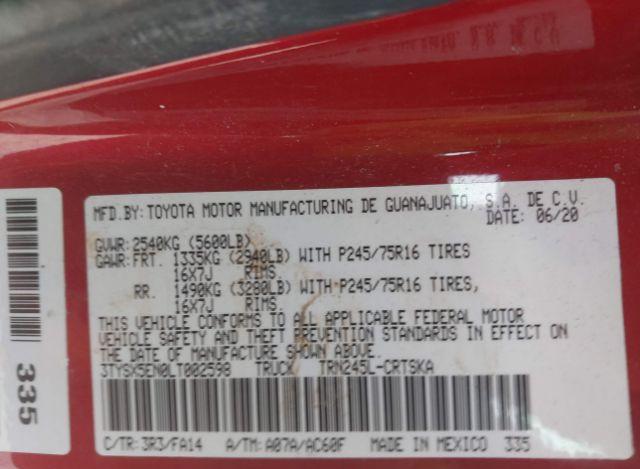 MFD.BY:TOYOTA MOTOR MANUFACTURING DE GUANAJUATO, S.A. DE C.V.
DATE: 06/20
GVWR:2540KG (5600LB)
GAWR:FRT. 1335KG (2940LB) WITH P245/75R16 TIRES
16X7J RIMS.
RR. 1490KG (3280LB) WITH P245/75R16 TIRES,
16X7J RIMS.
THIS VEHICLE CONFORMS TO ALL APPLICABLE FEDERAL MOTOR
VEHICLE SAFETY AND THEFT PREVENTION STANDARDS IN EFFECT ON
THE DATE OF MANUFACTURE SHOWN ABOVE.
3TYSX5EN0LT002598 TRUCK TRN245L-CRTSKA
C/TR:3R3/FA14 A/TM:A07A/AC60F MADE IN MEXICO 335
335